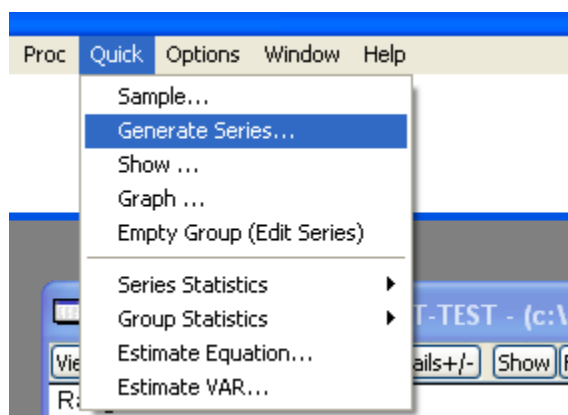 Proc Quick Options Window Help
Sample...
Generate Series...
Show ...
Graph ...
Empty Group (Edit Series)
Series Statistics
Group Statistics
T-TEST - (c:\
Estimate Equation...
ails+/- Show
Estimate VAR...